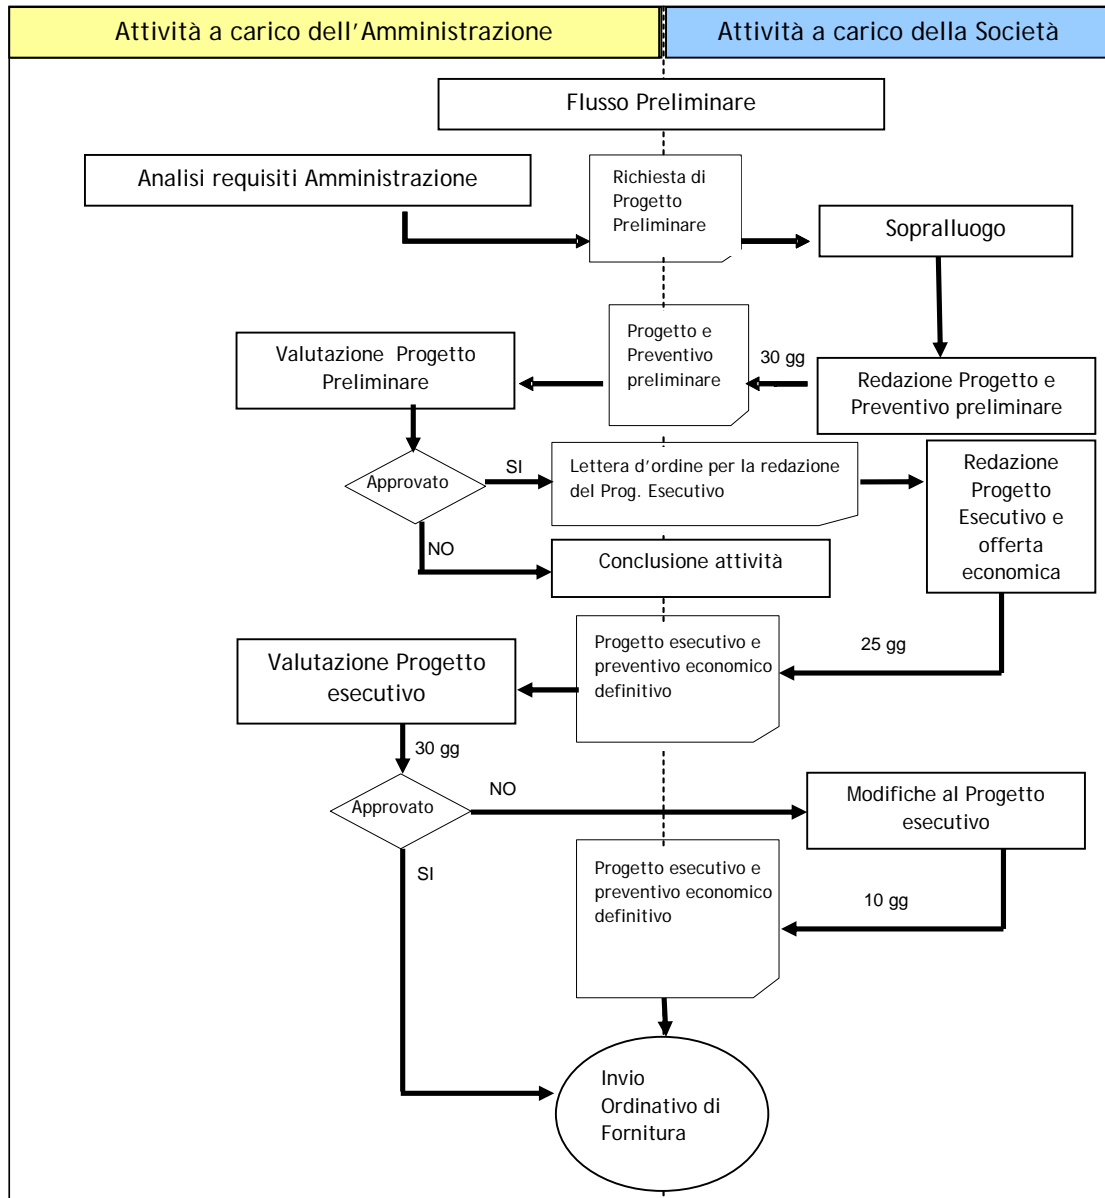 Attività a carico dell'Amministrazione
Attività a carico della Società
Flusso Preliminare
Analisi requisiti Amministrazione
Richiesta di
Progetto
Preliminare
Sopralluogo
Valutazione Progetto
Preliminare
Progetto e
Preventivo
preliminare
30 gg
Redazione Progetto e
Preventivo preliminare
Approvato
SI
Lettera d'ordine per la redazione
del Prog. Esecutivo
Redazione
Progetto
Esecutivo e
offerta
economica
NO
Conclusione attività
Valutazione Progetto
esecutivo
Progetto esecutivo e
preventivo economico
definitivo
25 gg
30 gg
Approvato
NO
Modifiche al Progetto
esecutivo
SI
Progetto esecutivo e
preventivo economico
definitivo
10 gg
Invio
Ordinativo di
Fornitura